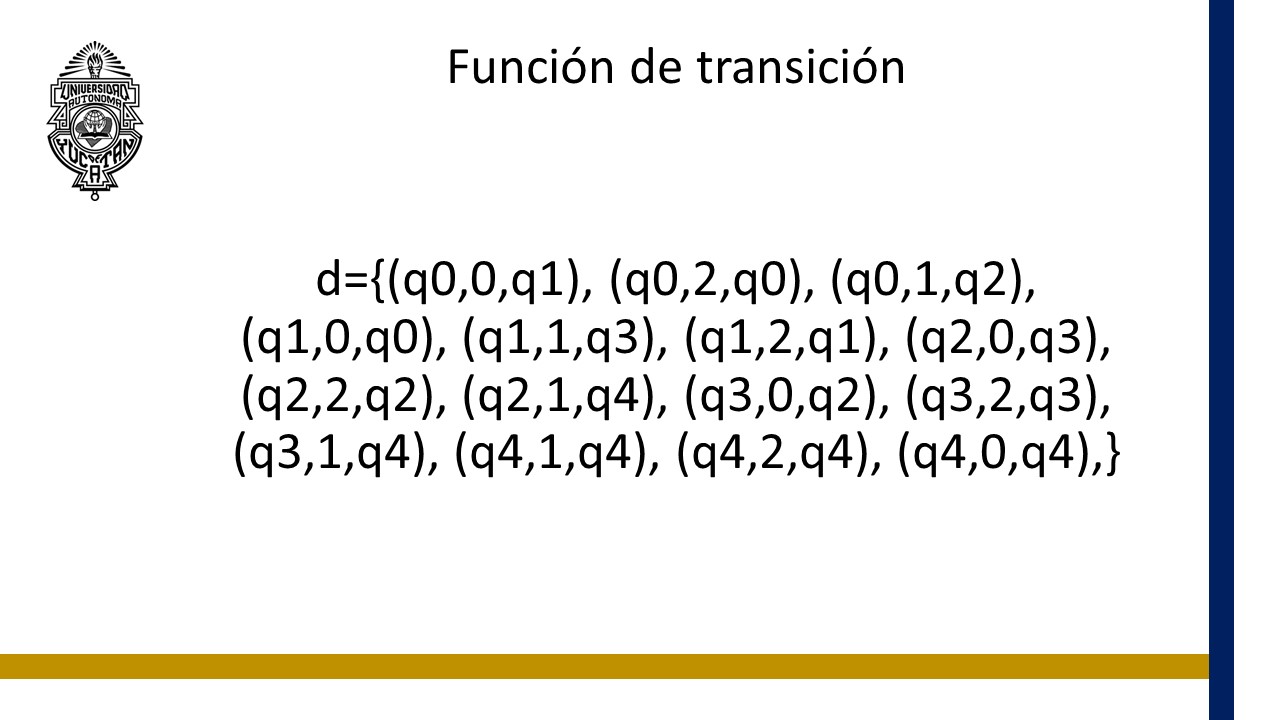 Función de transición
UNIVERSIDAD
AUTONOMA
YUCATAN
d={(q0,0,q1), (q0,2,q0), (q0,1,q2),
(q1,0,q0), (q1,1,q3), (q1,2,q1), (q2,0,q3),
(q2,2,q2), (q2,1,q4), (q3,0,q2), (q3,2,q3),
(q3,1,q4), (q4,1,q4), (q4,2,q4), (q4,0,q4),}